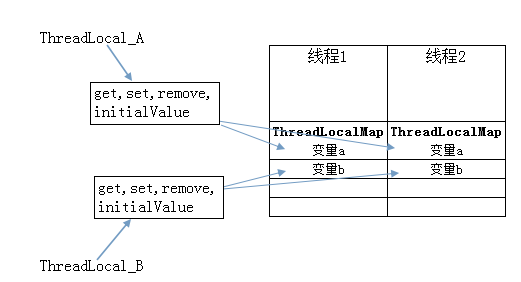 ThreadLocal_A
get,set,remove,
initialValue
线程1 线程2
ThreadLocalMap ThreadLocalMap
变量a 变量a
变量b 变量b
get,set,remove,
initialValue
ThreadLocal_B